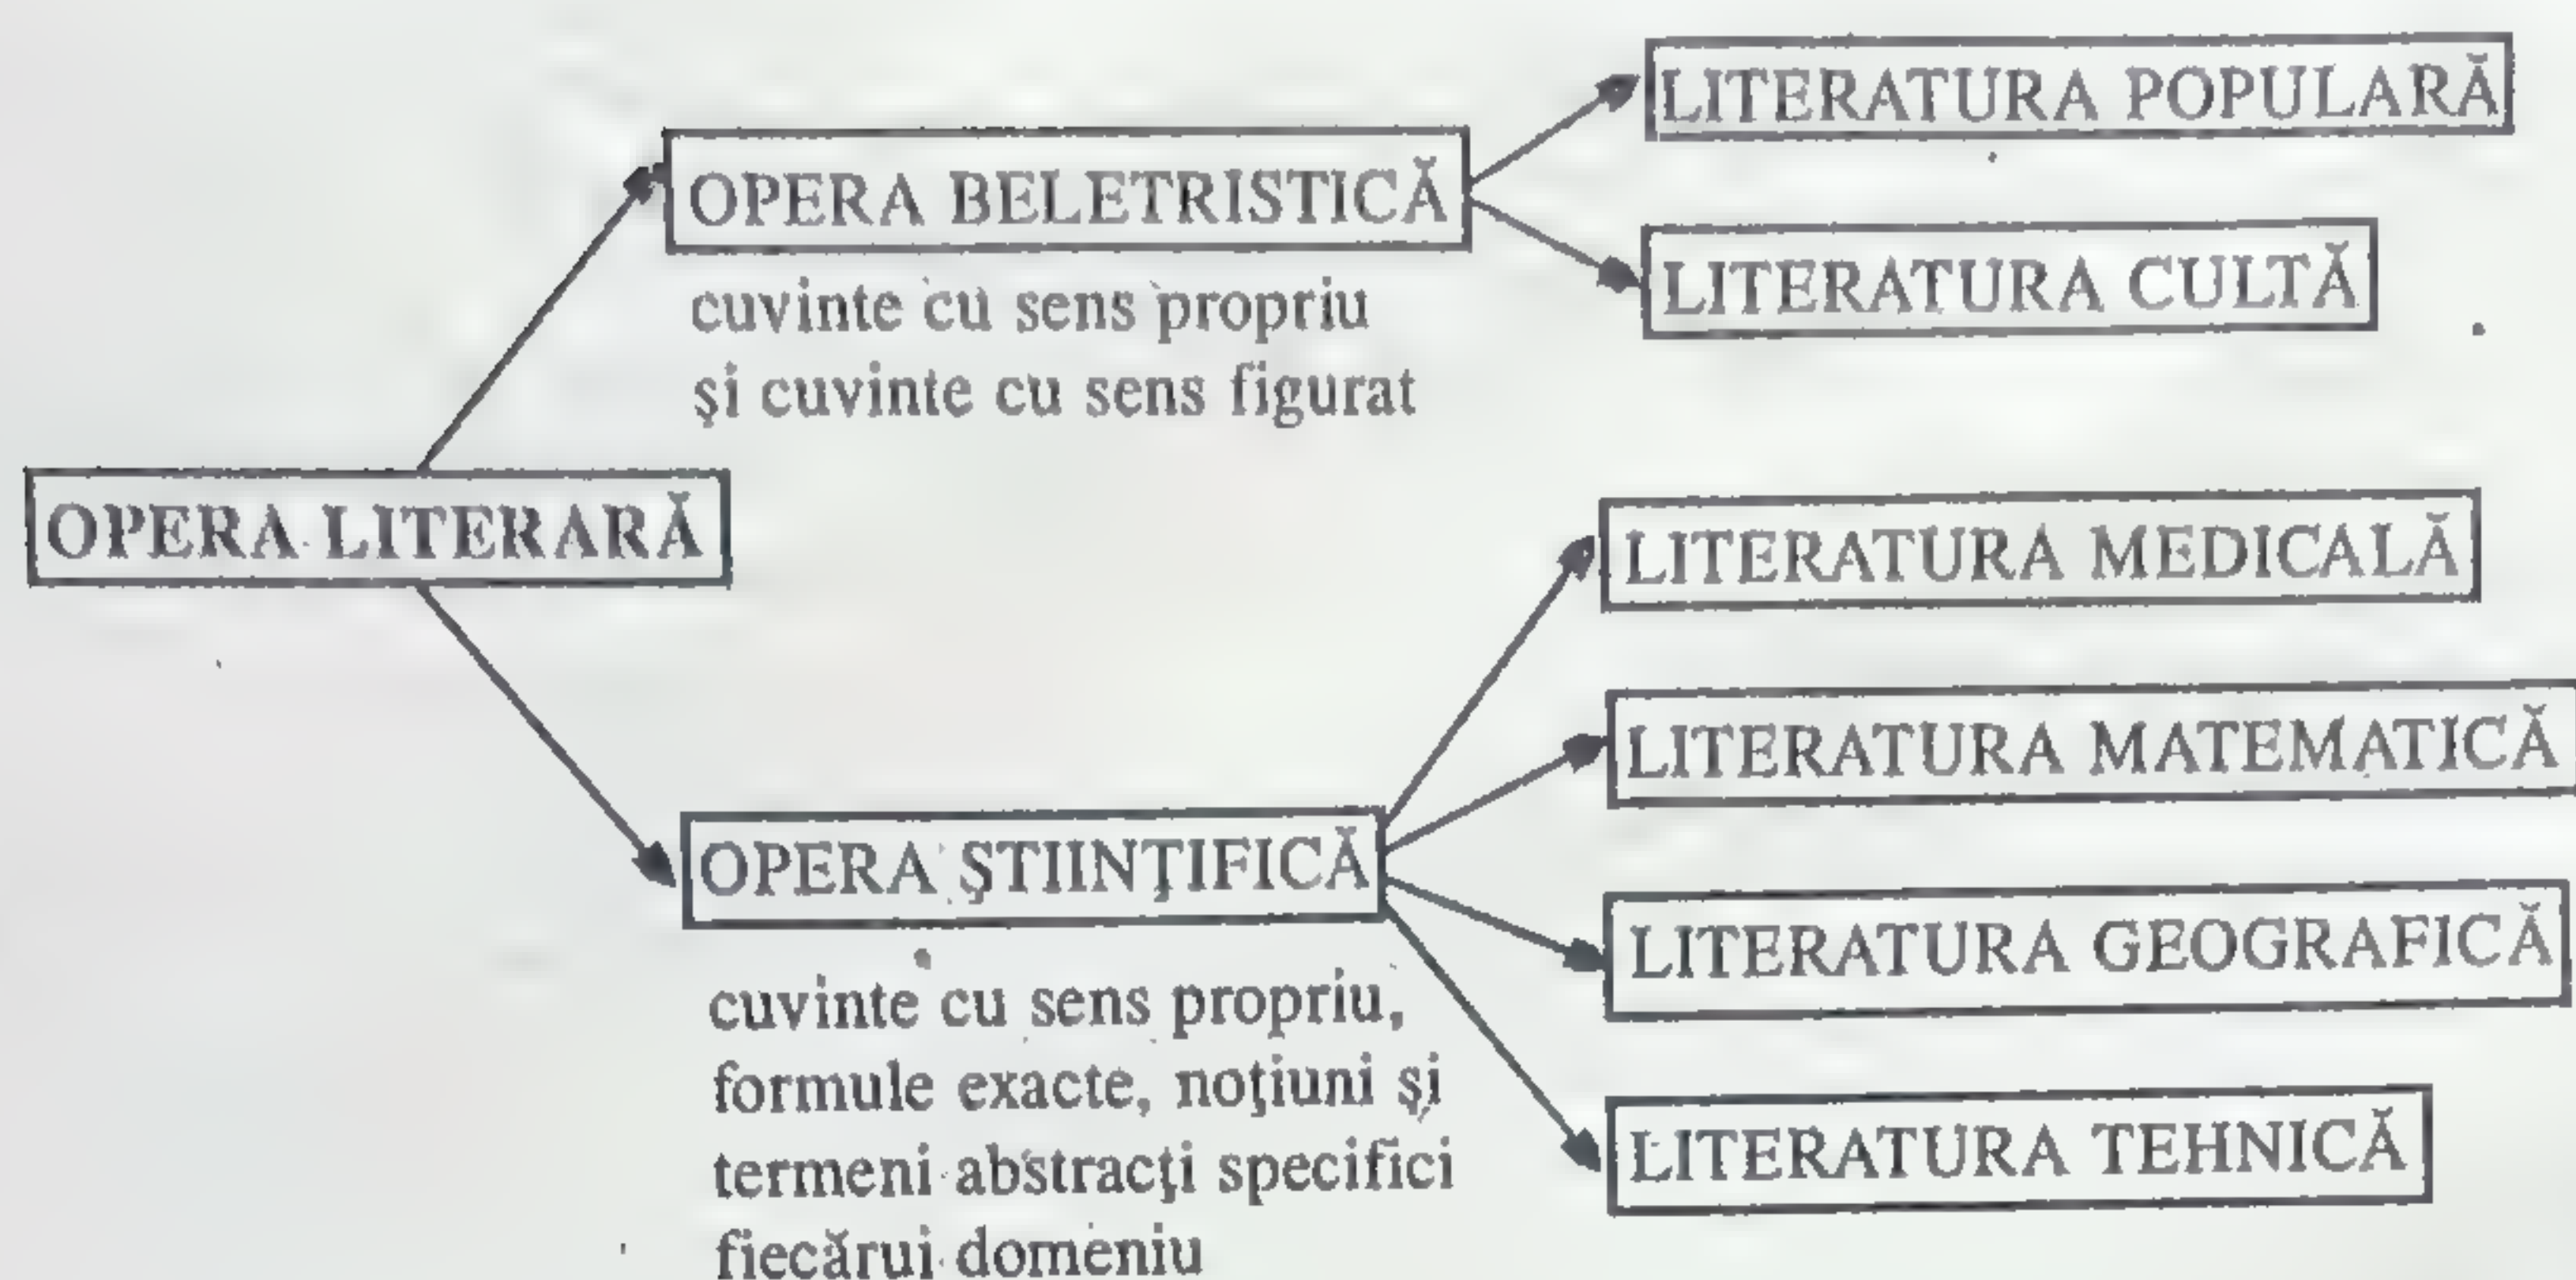 LITERATURA POPULARĂ
OPERA BELETRISTICĂ
LITERATURA CULTĂ
cuvinte cu sens propriu
şi cuvinte cu sens figurat
OPERA LITERARĂ
LITERATURA MEDICALĂ
LITERATURA MATEMATICĂ
OPERA ŞTIINŢIFICĂ
LITERATURA GEOGRAFICĂ
cuvinte cu sens propriu,
formule exacte, noţiuni şi
LITERATURA TEHNICĂ
termeni abstracţi specifici
fiecărui domeniu